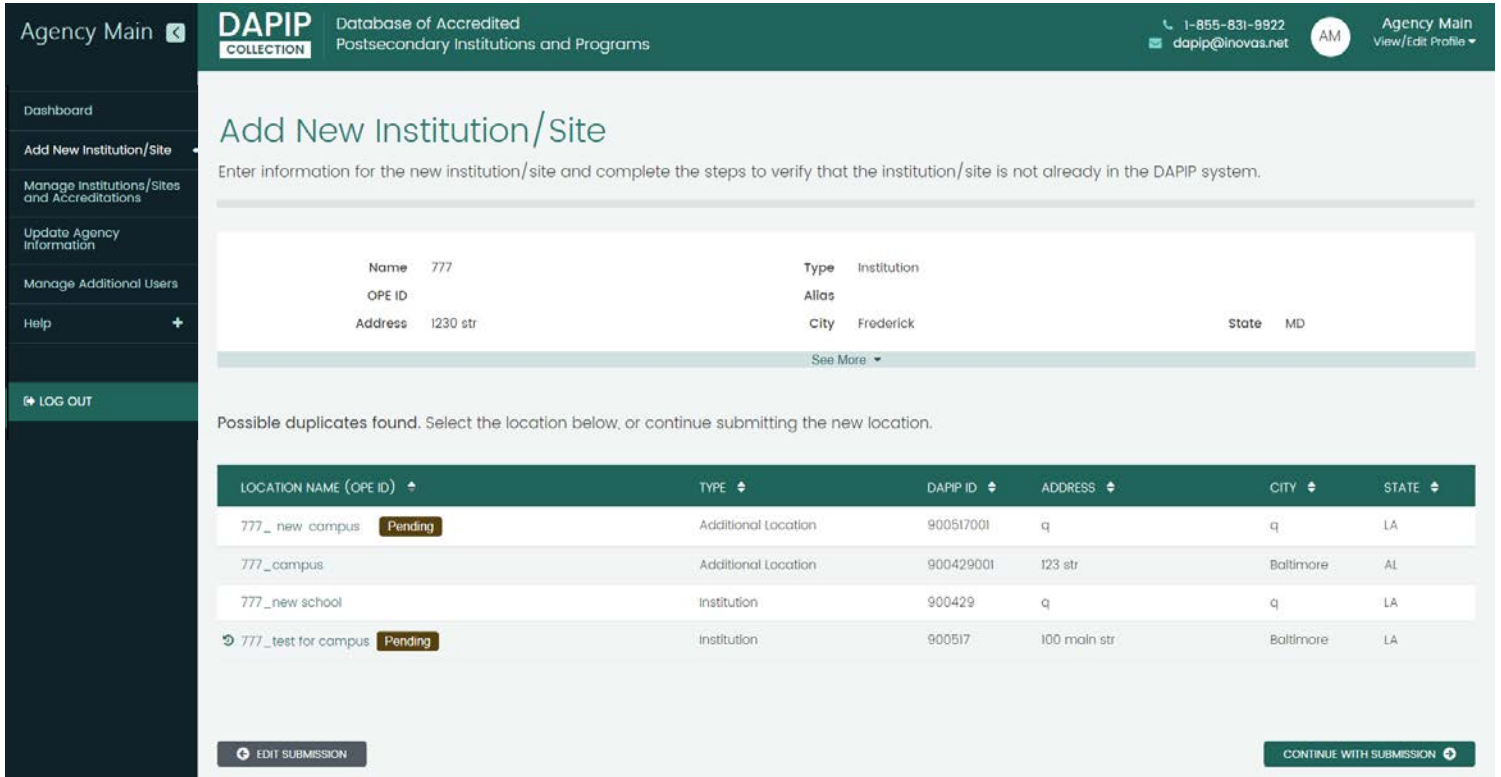 Agency Main
DAPIP
COLLECTION
Database of Accredited
Postsecondary Institutions and Programs
1-855-831-9922
dapip@inovas.net
AM
Agency Main
View/Edit Profile
Dashboard
Add New Institution/Site
Manage Institutions/Sites
and Accreditations
Update Agency
Information
Manage Additional Users
Help
LOG OUT
Add New Institution/Site
Enter information for the new institution/site and complete the steps to verify that the institution/site is not already in the DAPIP system.
Name 777 Type Institution
OPE ID Alias
Address 1230 str City Frederick State MD
See More
Possible duplicates found. Select the location below, or continue submitting the new location.
LOCATION NAME (OPE ID) TYPE DAPIP ID ADDRESS CITY STATE
777_ new campus Pending Additional Location 900517001 q q LA
777_campus Additional Location 900429001 123 str Baltimore AL
777_new school Institution 900429 q q LA
777_test for campus Pending Institution 900517 100 main str Baltimore LA
EDIT SUBMISSION CONTINUE WITH SUBMISSION